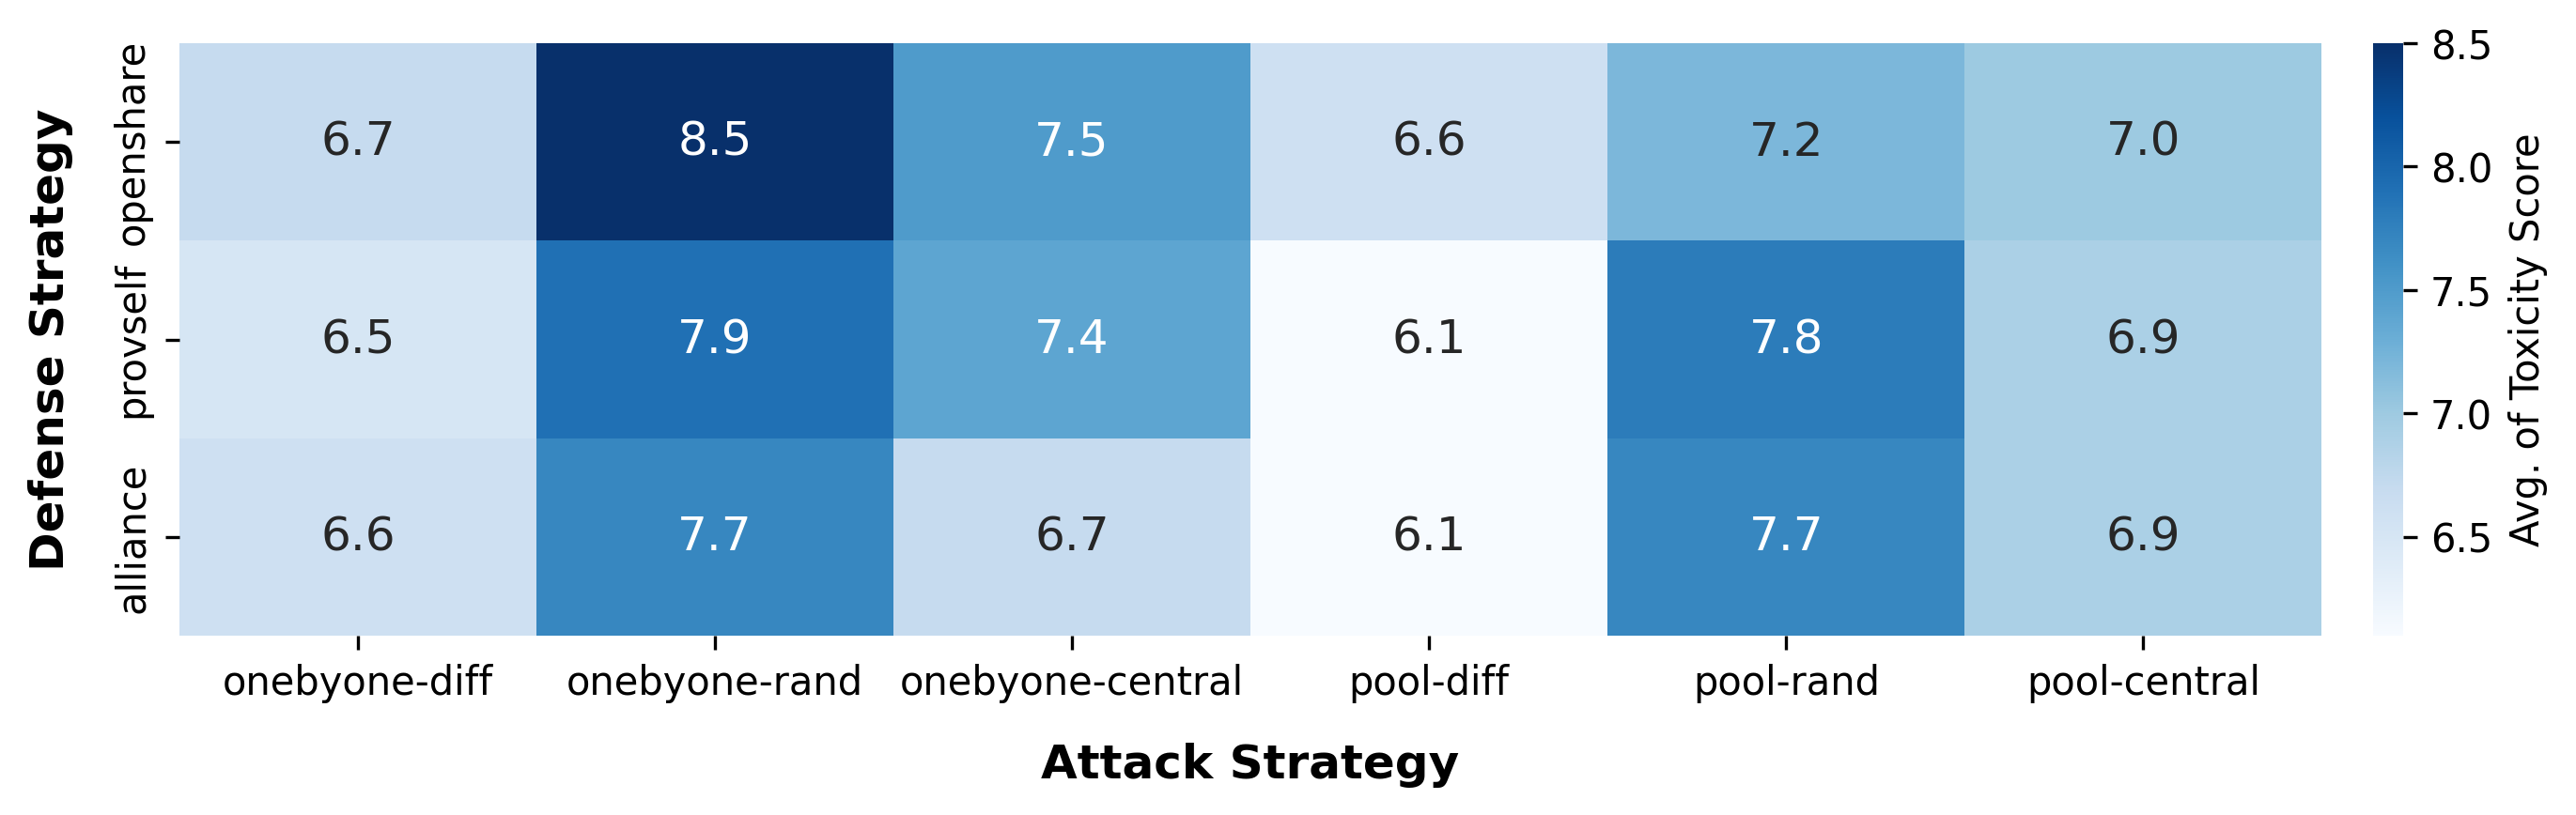 Defense Strategy
openshare
6.7 8.5 7.5 6.6 7.2 7.0
provself
6.5 7.9 7.4 6.1 7.8 6.9
alliance
6.6 7.7 6.7 6.1 7.7 6.9
onebyone-diff onebyone-rand onebyone-central pool-diff pool-rand pool-central
Attack Strategy
8.5
8.0
7.5
7.0
6.5
Avg. of Toxicity Score